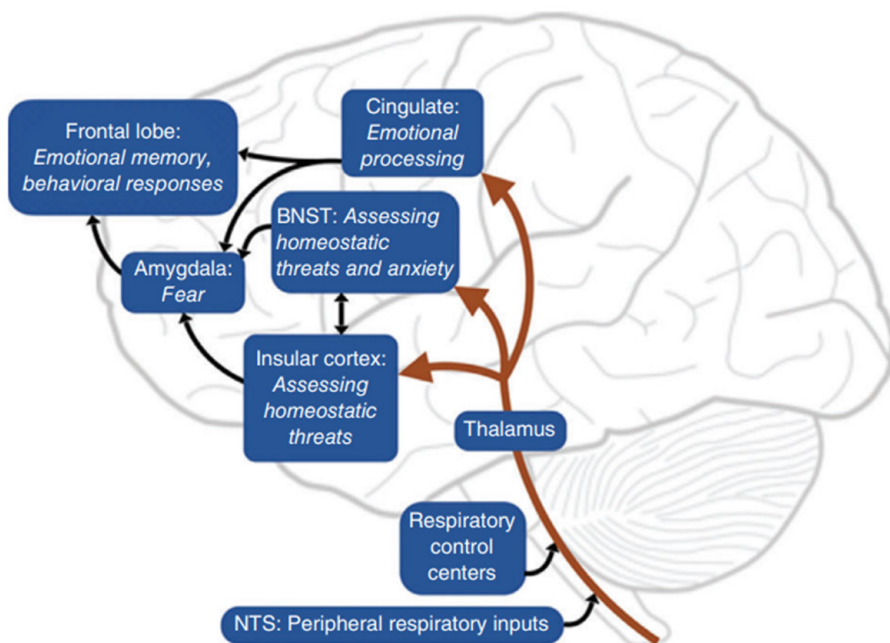 Cingulate:
Emotional
processing
Frontal lobe:
Emotional memory,
behavioral responses
BNST: Assessing
homeostatic
threats and anxiety
Amygdala:
Fear
Insular cortex:
Assessing
homeostatic
threats
Thalamus
Respiratory
control
centers
NTS: Peripheral respiratory inputs